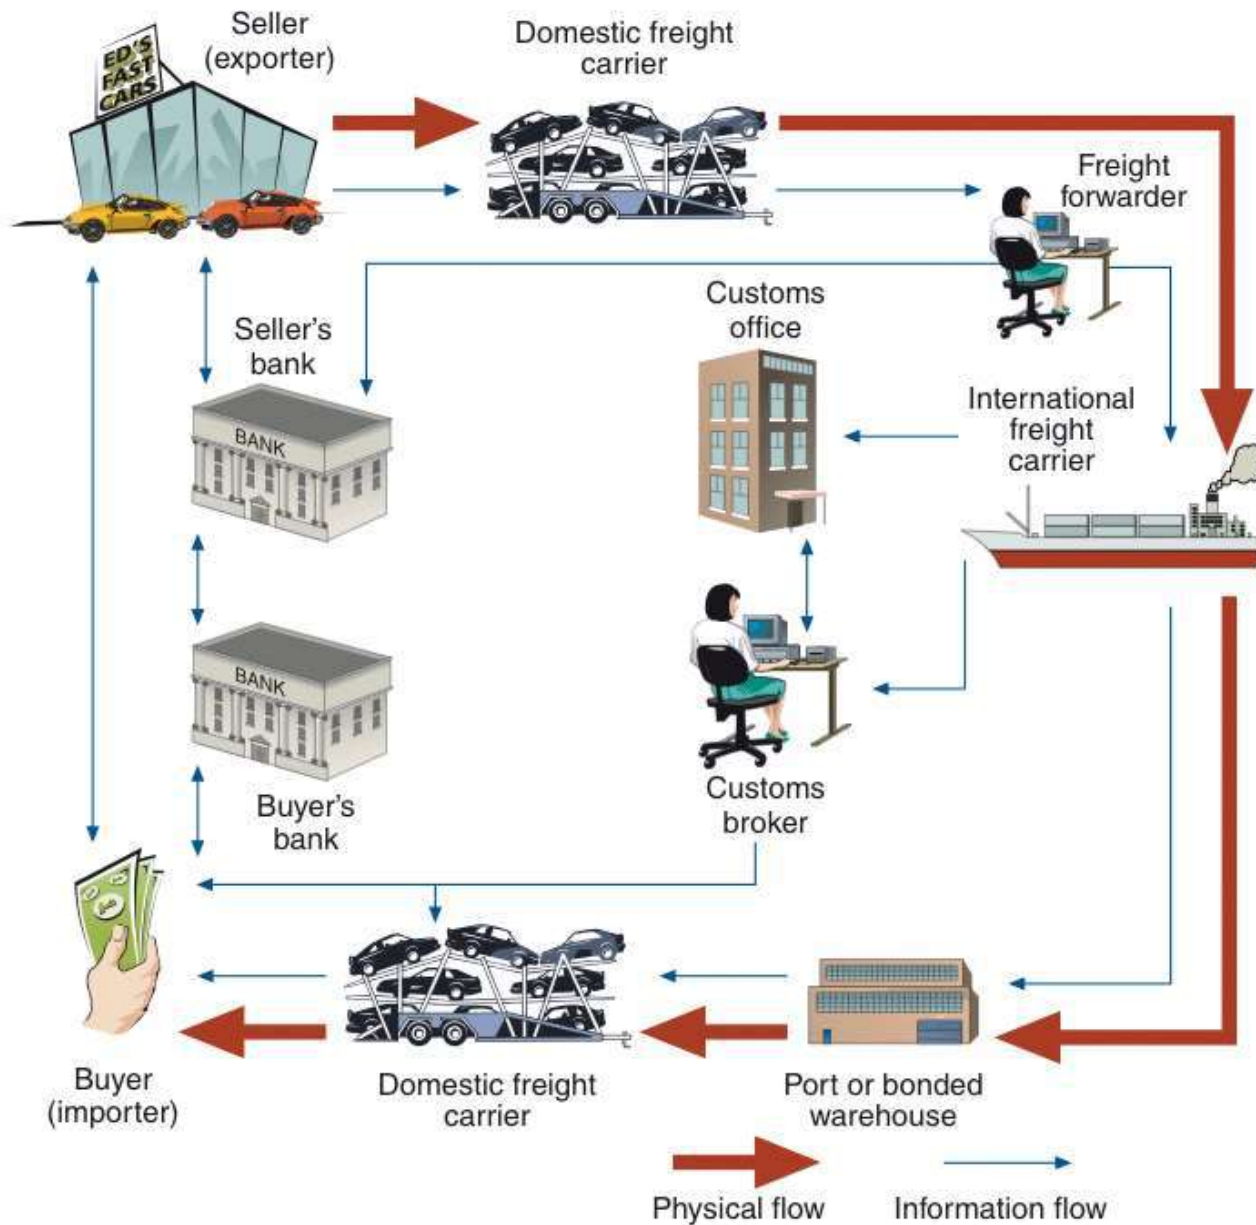 ED'S
FAST
CARS
Seller
(exporter)
Domestic freight
carrier
Freight
forwarder
Customs
office
Seller's
bank
BANK
International
freight
carrier
BANK
Buyer's
bank
Customs
broker
Buyer
(importer)
Domestic freight
carrier
Port or bonded
warehouse
Physical flow
Information flow